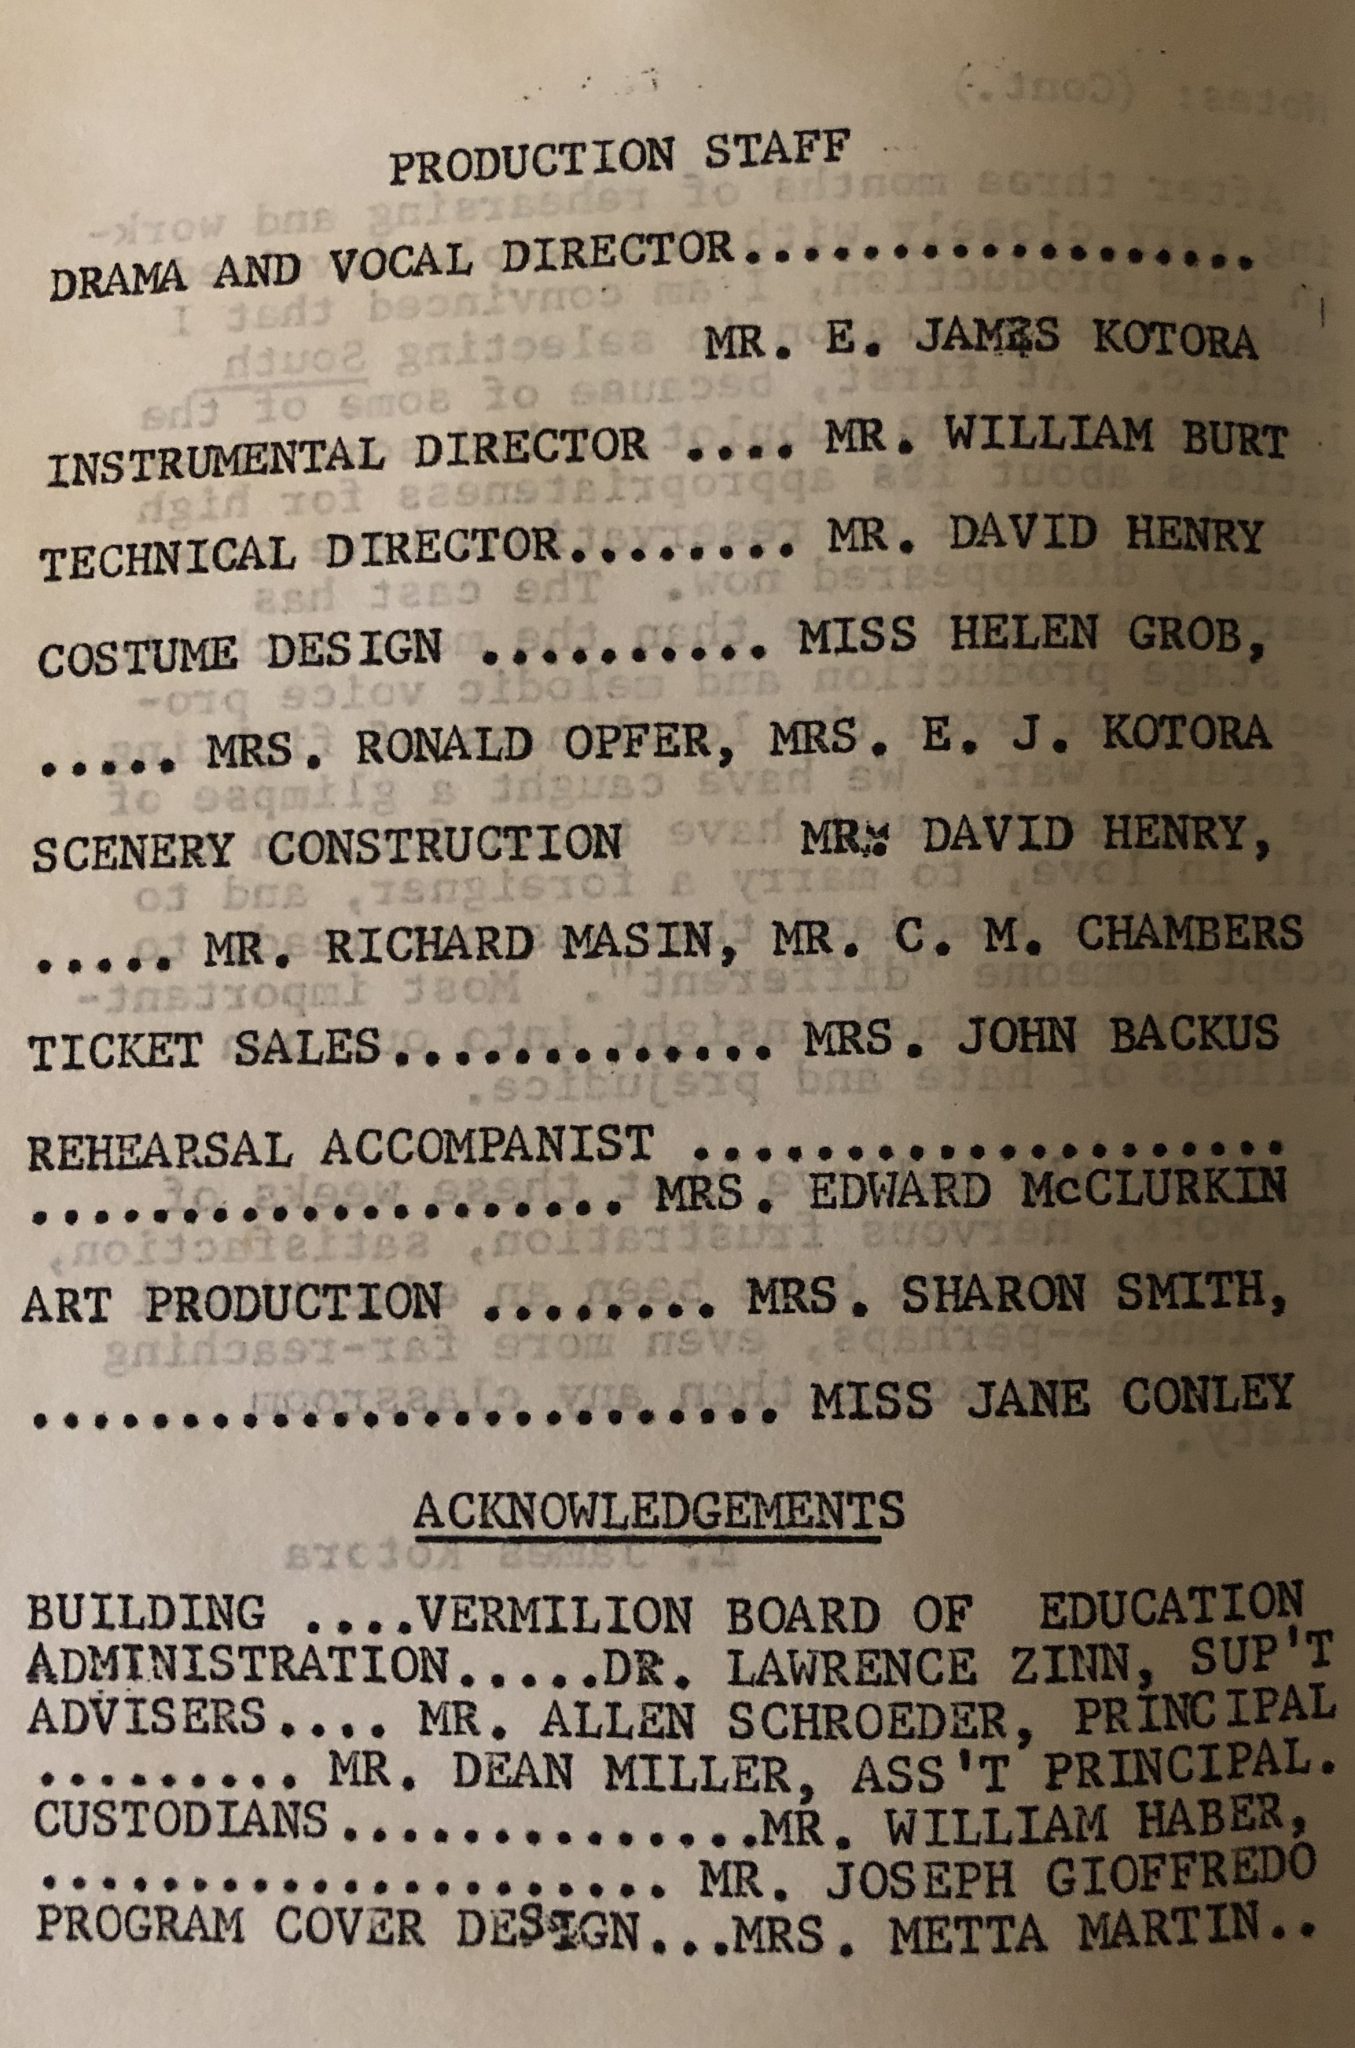 PRODUCTION STAFF
DRAMA AND VOCAL DIRECTOR.................
MR. E. JAMES KOTORA
INSTRUMENTAL DIRECTOR .... MR. WILLIAM BURT
TECHNICAL DIRECTOR........ MR. DAVID HENRY
COSTUME DESIGN .......... MISS HELEN GROB,
..... MRS. RONALD OPFER, MRS. E. J. KOTORA
SCENERY CONSTRUCTION MR. DAVID HENRY,
..... MR. RICHARD MASIN, MR. C. M. CHAMBERS
TICKET SALES............. MRS. JOHN BACKUS
REHEARSAL ACCOMPANIST ....................
.................... MRS. EDWARD McCLURKIN
ART PRODUCTION ........ MRS. SHARON SMITH,
......................... MISS JANE CONLEY
ACKNOWLEDGEMENTS
BUILDING ....VERMILION BOARD OF EDUCATION
ADMINISTRATION.....DR. LAWRENCE ZINN, SUP'T
ADVISERS.... MR. ALLEN SCHROEDER, PRINCIPAL
......... MR. DEAN MILLER, ASS'T PRINCIPAL.
CUSTODIANS..............MR. WILLIAM HABER,
..................... MR. JOSEPH GIOFFREDO
PROGRAM COVER DESIGN...MRS. METTA MARTIN..